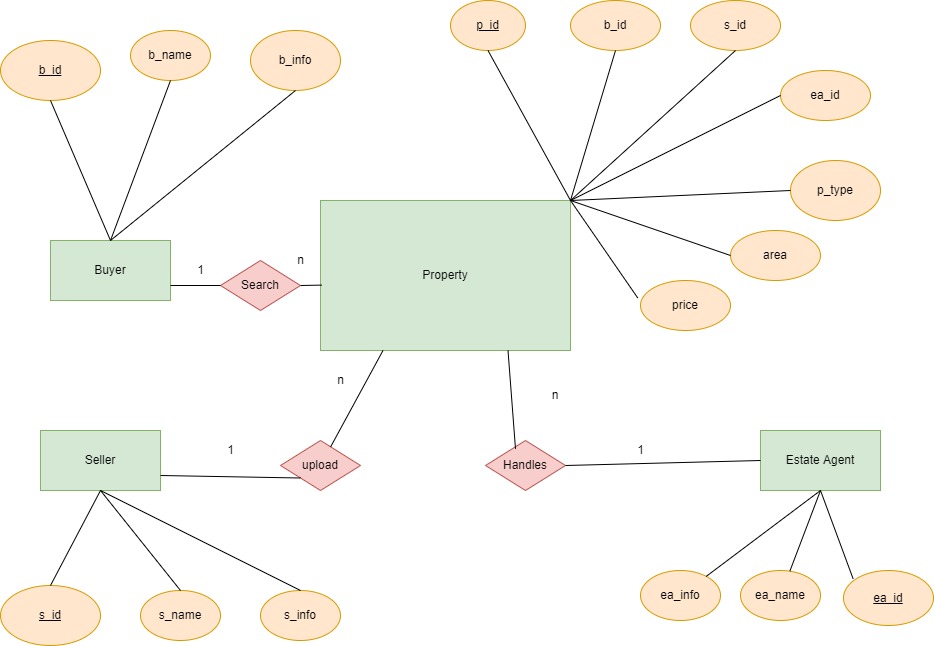 p_id
b_id
s_id
b_id
b_name
b_info
ea_id
p_type
area
price
Buyer
1
Search
n
Property
n
n
Seller
1
upload
Handles
1
Estate Agent
s_id
s_name
s_info
ea_info
ea_name
ea_id